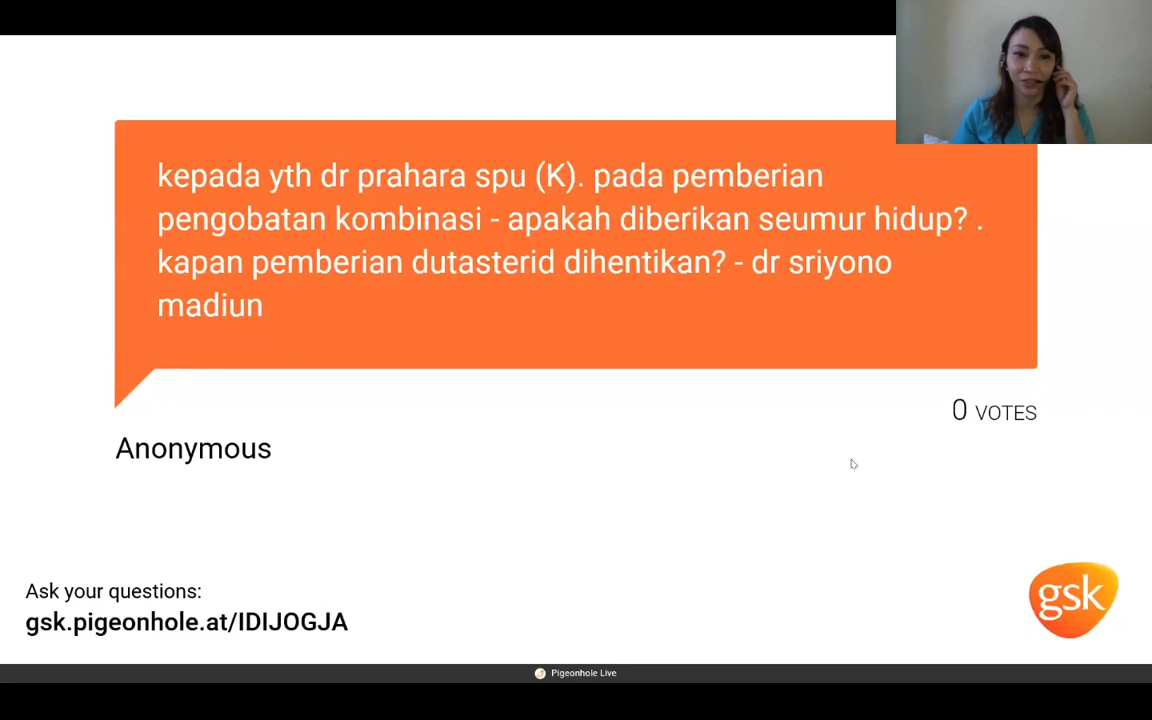 kepada yth dr prahara spu (K). pada pemberian
pengobatan kombinasi - apakah diberikan seumur hidup? .
kapan pemberian dutasterid dihentikan? - dr sriyono
madiun
0 VOTES
Anonymous
Ask your questions:
gsk.pigeonhole.at/IDIJOGJA
gsk
Pigeonhole Live